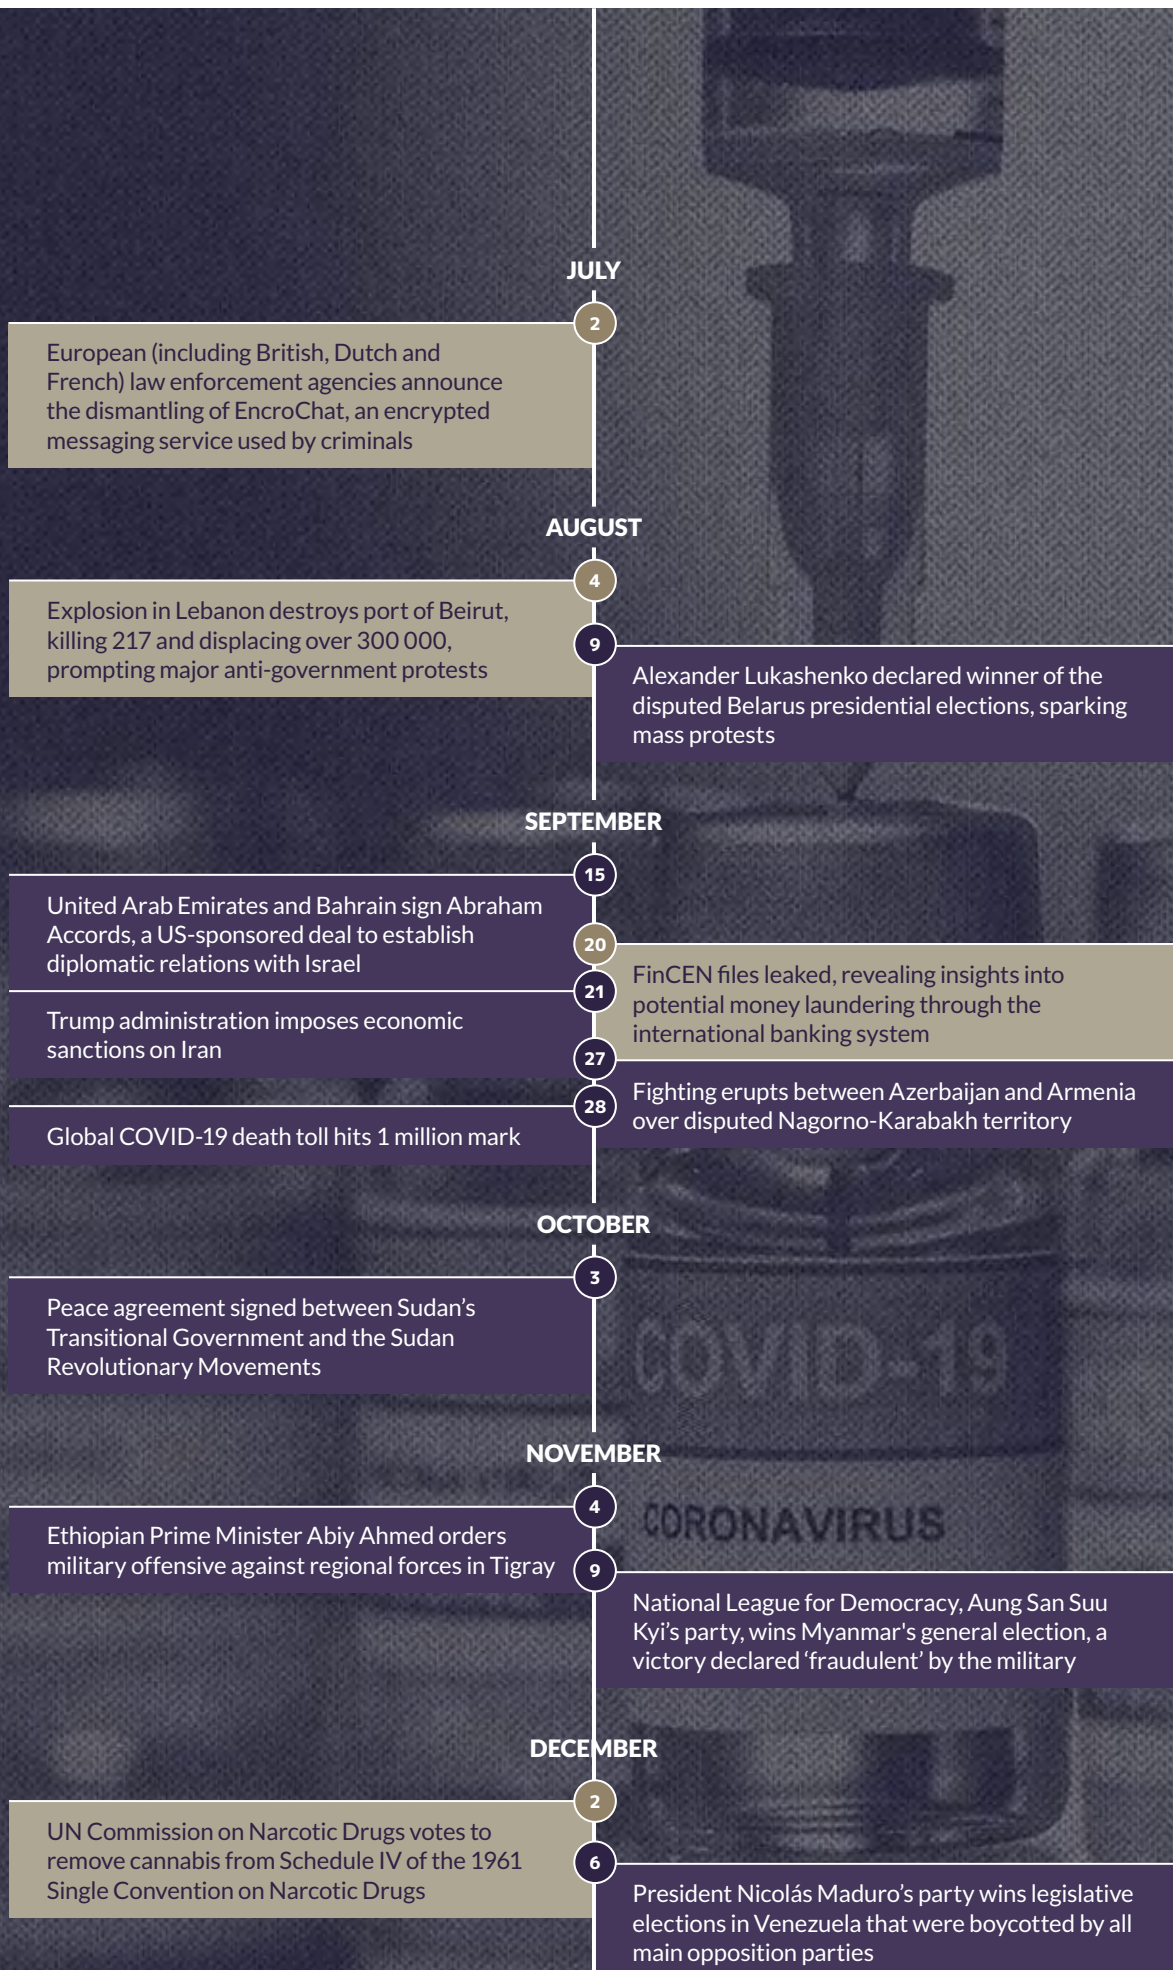 JULY
2
European (including British, Dutch and
French) law enforcement agencies announce
the dismantling of EncroChat, an encrypted
messaging service used by criminals
AUGUST
4
Explosion in Lebanon destroys port of Beirut,
killing 217 and displacing over 300 000,
prompting major anti-government protests
9
Alexander Lukashenko declared winner of the
disputed Belarus presidential elections, sparking
mass protests
SEPTEMBER
15
United Arab Emirates and Bahrain sign Abraham
Accords, a US-sponsored deal to establish
diplomatic relations with Israel
20
FinCEN files leaked, revealing insights into
potential money laundering through the
international banking system
21
Trump administration imposes economic
sanctions on Iran
27
Fighting erupts between Azerbaijan and Armenia
over disputed Nagorno-Karabakh territory
28
Global COVID-19 death toll hits 1 million mark
OCTOBER
3
Peace agreement signed between Sudan’s
Transitional Government and the Sudan
Revolutionary Movements
COVID-19
NOVEMBER
4
Ethiopian Prime Minister Abiy Ahmed orders
military offensive against regional forces in Tigray
CORONAVIRUS
9
National League for Democracy, Aung San Suu
Kyi’s party, wins Myanmar's general election, a
victory declared ‘fraudulent’ by the military
DECEMBER
2
UN Commission on Narcotic Drugs votes to
remove cannabis from Schedule IV of the 1961
Single Convention on Narcotic Drugs
6
President Nicolás Maduro’s party wins legislative
elections in Venezuela that were boycotted by all
main opposition parties